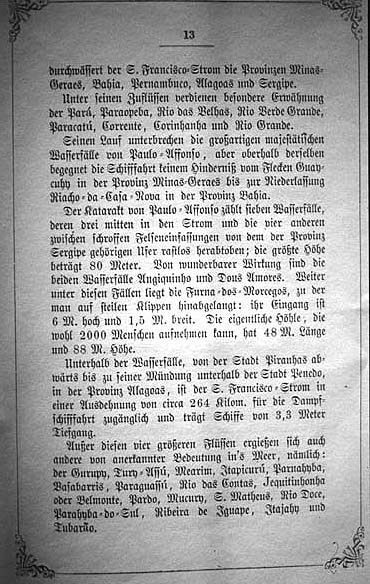 13
durchwässert der S. Francisco-Strom die Provinzen Minas-
Geraes, Bahia, Pernambuco, Alagoas und Sergipe.
Unter seinen Zuflüssen verdienen besondere Erwähnung
der Pará, Paraopeba, Rio das Velhas, Rio Verde Grande,
Paracatú, Corrente, Corinhanha und Rio Grande.
Seinen Lauf unterbrechen die großartigen majestätischen
Wasserfälle von Paulo-Affonso, aber oberhalb derselben
begegnet die Schifffahrt keinem Hinderniß vom Flecken Guay-
cuhy in der Provinz Minas-Geraes bis zur Niederlassung
Riacho-da-Casa-Nova in der Provinz Bahia.
Der Katarakt von Paulo-Affonso zählt sieben Wasserfälle,
deren drei mitten in den Strom und die vier anderen
zwischen schroffen Felseneinfassungen von dem der Provinz
Sergipe gehörigen Ufer rastlos herabtoben; die größte Höhe
beträgt 80 Meter. Von wunderbarer Wirkung sind die
beiden Wasserfälle Angiquinho und Dous Amores. Weiter
unter diesen Fällen liegt die Furna-dos-Morcegos, zu der
man auf steilen Klippen hinabgelangt: ihr Eingang ist
6 M. hoch und 1,5 M. breit. Die eigentliche Höhle, die
wohl 2000 Menschen aufnehmen kann, hat 48 M. Länge
und 88 M. Höhe.
Unterhalb der Wasserfälle, von der Stadt Piranhas ab-
wärts bis zu seiner Mündung unterhalb der Stadt Penedo,
in der Provinz Alagoas, ist der S. Francisco-Strom in
einer Ausdehnung von circa 264 Kilom. für die Dampf-
schifffahrt zugänglich und trägt Schiffe von 3,3 Meter
Tiefgang.
Außer diesen vier größeren Flüssen ergießen sich auch
andere von anerkannter Bedeutung in's Meer, nämlich:
der Gurupy, Tury-Assú, Mearim, Itapicurú, Parnahyba,
Vasabarris, Paraguassú, Rio das Contas, Jequitinhonha
oder Belmonte, Pardo, Mucury, S. Matheus, Rio Doce,
Parahyba-do-Sul, Ribeira de Iguape, Itajahy und
Tubarão.